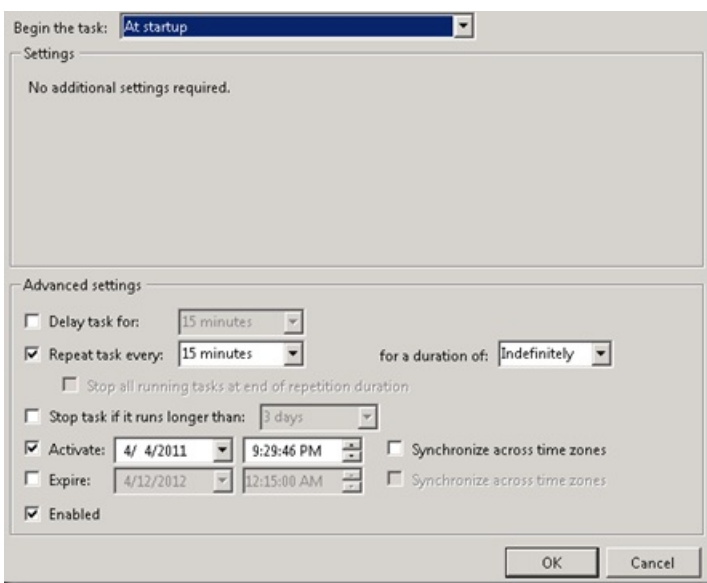 Begin the task: At startup
Settings
No additional settings required.
Advanced settings
Delay task for: 15 minutes
Repeat task every: 15 minutes for a duration of: Indefinitely
Stop all running tasks at end of repetition duration
Stop task if it runs longer than: 3 days
Activate: 4/ 4/2011 9:29:46 PM Synchronize across time zones
Expire: 4/12/2012 12:15:00 AM Synchronize across time zones
Enabled
OK Cancel